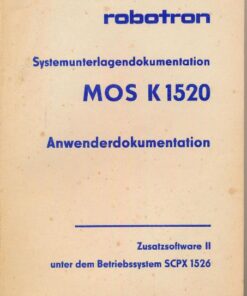 robotron
Systemunterlagendokumentation
MOS K 1520
Anwenderdokumentation
Zusatzsoftware II
unter dem Betriebssystem SCPX 1526